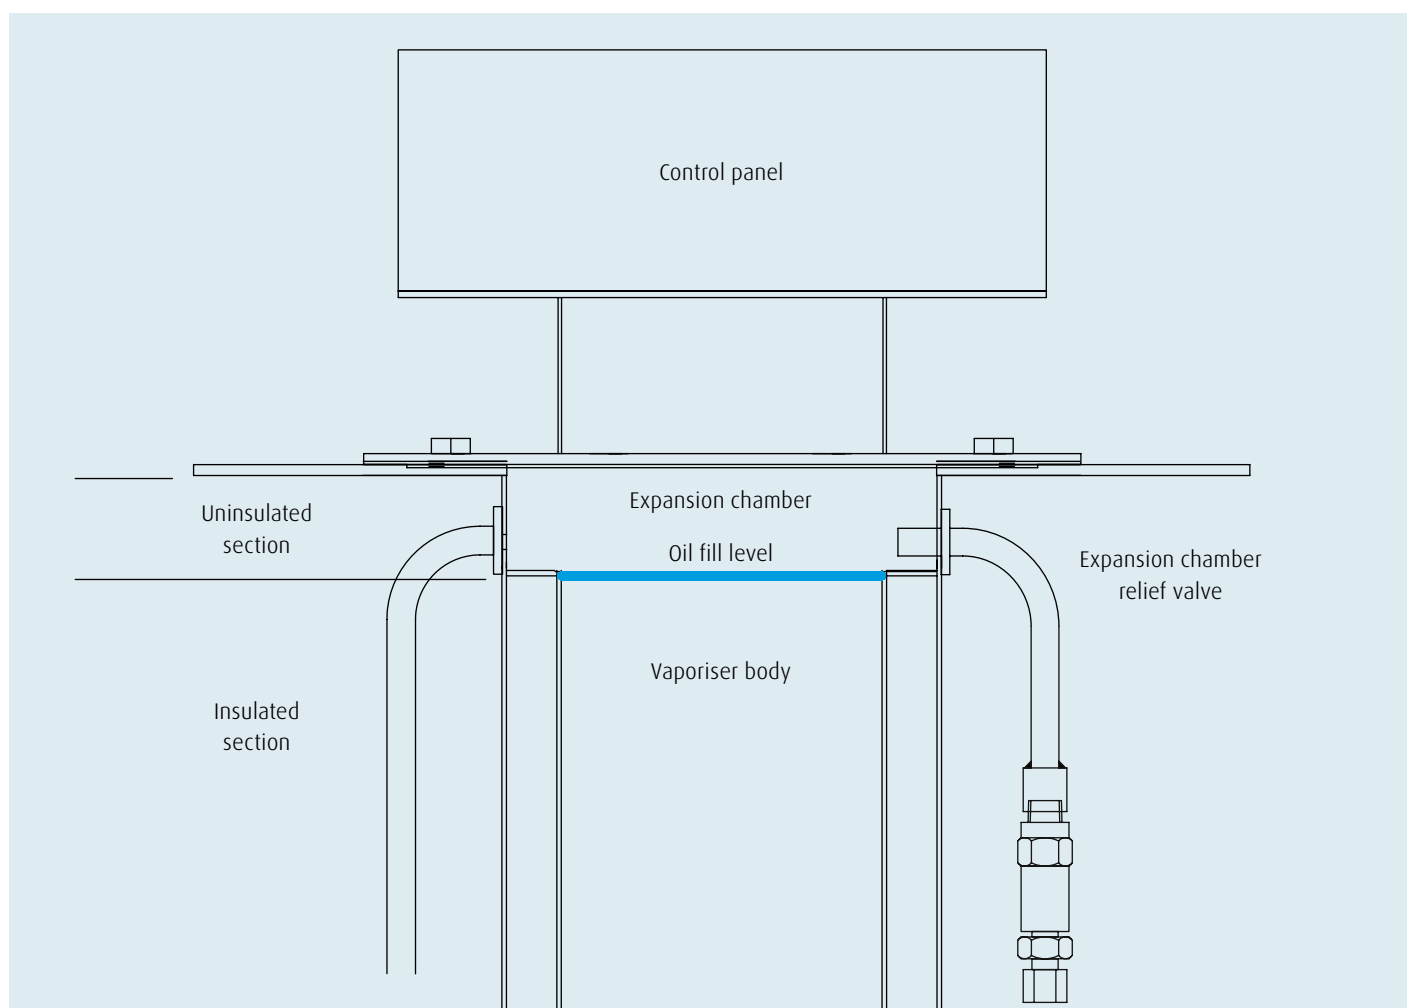 Control panel
Expansion chamber
Uninsulated
section
Oil fill level
Expansion chamber
relief valve
Vaporiser body
Insulated
section